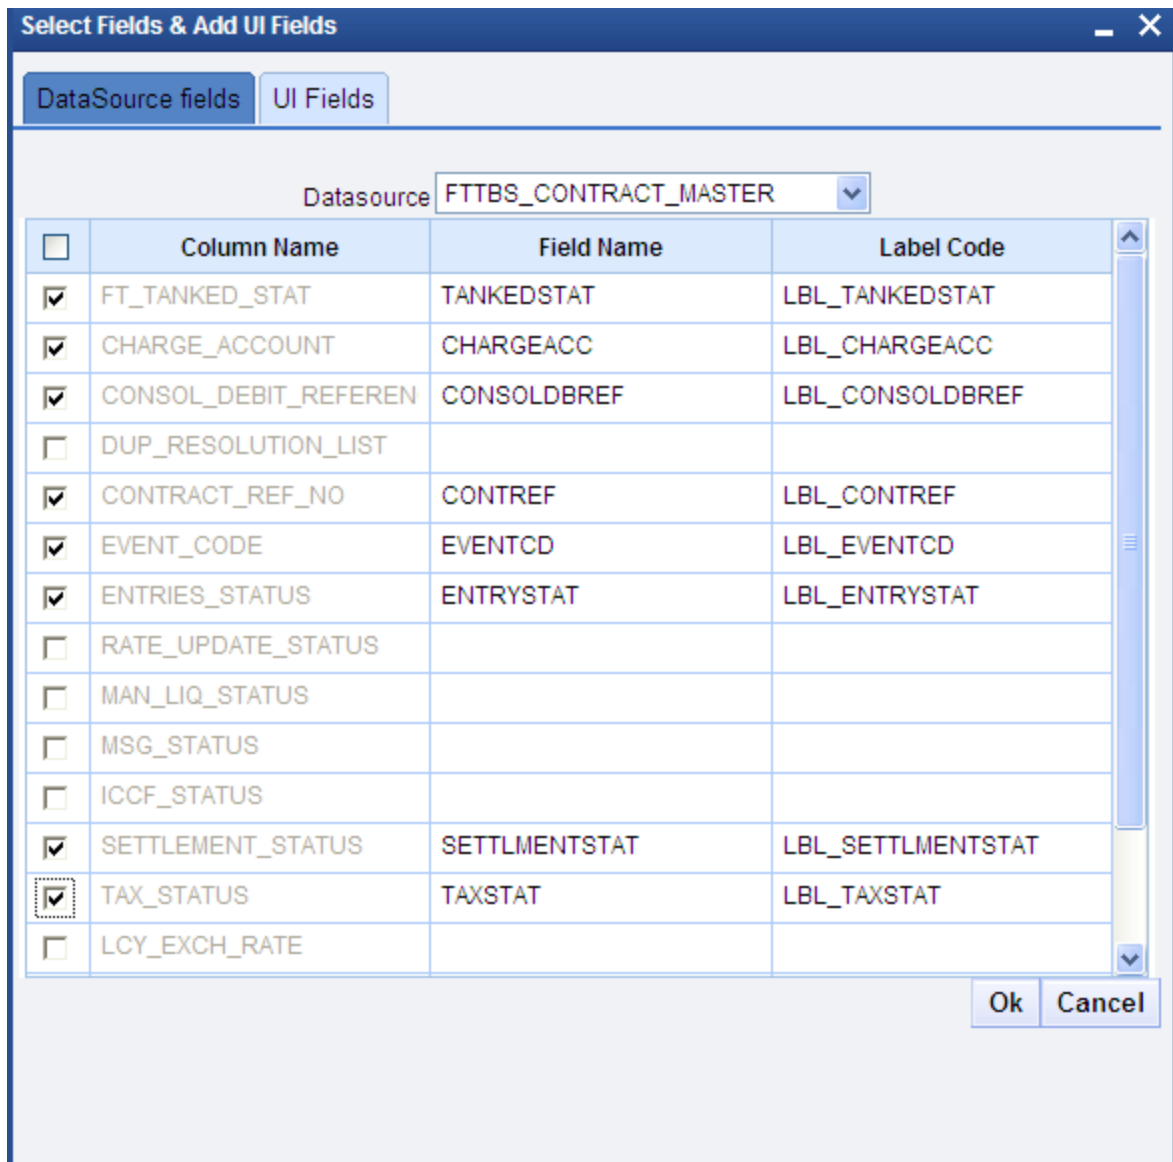 Select Fields & Add UI Fields
DataSource fields UI Fields
Datasource FTTBS_CONTRACT_MASTER
Column Name Field Name Label Code
FT_TANKED_STAT TANKEDSTAT LBL_TANKEDSTAT
CHARGE_ACCOUNT CHARGEACC LBL_CHARGEACC
CONSOL_DEBIT_REFEREN CONSOLDBREF LBL_CONSOLDBREF
DUP_RESOLUTION_LIST
CONTRACT_REF_NO CONTREF LBL_CONTREF
EVENT_CODE EVENTCD LBL_EVENTCD
ENTRIES_STATUS ENTRYSTAT LBL_ENTRYSTAT
RATE_UPDATE_STATUS
MAN_LIQ_STATUS
MSG_STATUS
ICCF_STATUS
SETTLEMENT_STATUS SETTLMENTSTAT LBL_SETTLMENTSTAT
TAX_STATUS TAXSTAT LBL_TAXSTAT
LCY_EXCH_RATE
Ok Cancel